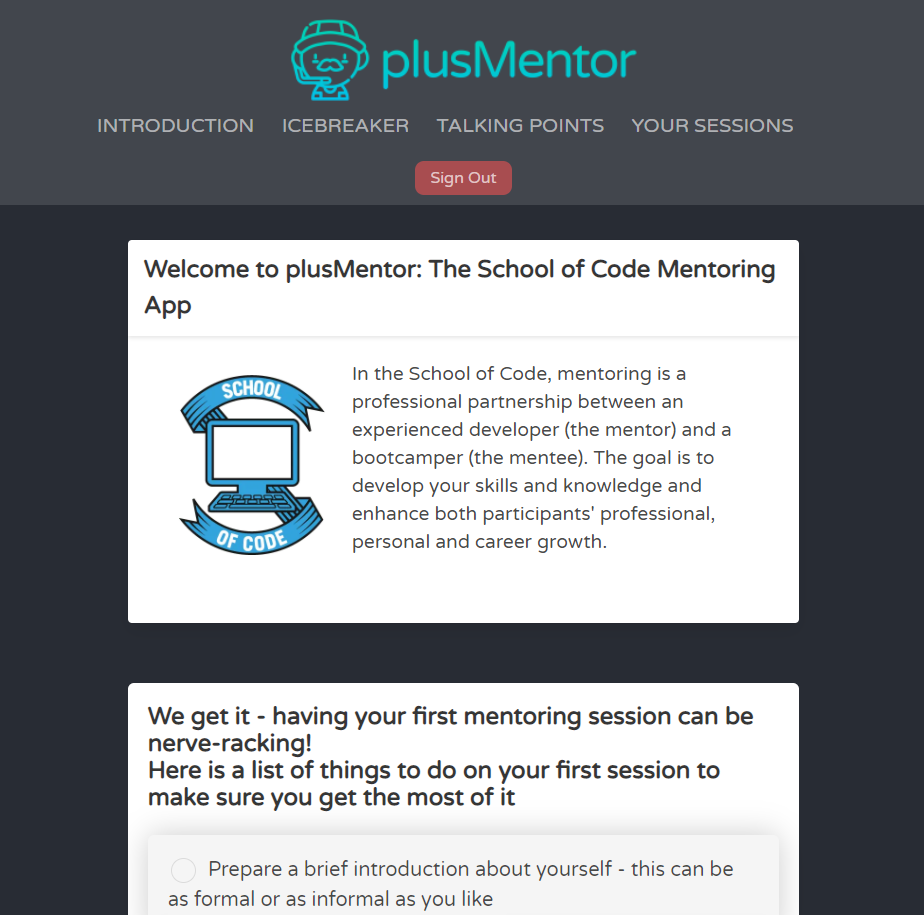 plusMentor
INTRODUCTION ICEBREAKER TALKING POINTS YOUR SESSIONS
Sign Out
Welcome to plusMentor: The School of Code Mentoring
App
SCHOOL
OF CODE
In the School of Code, mentoring is a
professional partnership between an
experienced developer (the mentor) and a
bootcamper (the mentee). The goal is to
develop your skills and knowledge and
enhance both participants' professional,
personal and career growth.
We get it - having your first mentoring session can be
nerve-racking!
Here is a list of things to do on your first session to
make sure you get the most of it
Prepare a brief introduction about yourself - this can be
as formal or as informal as you like